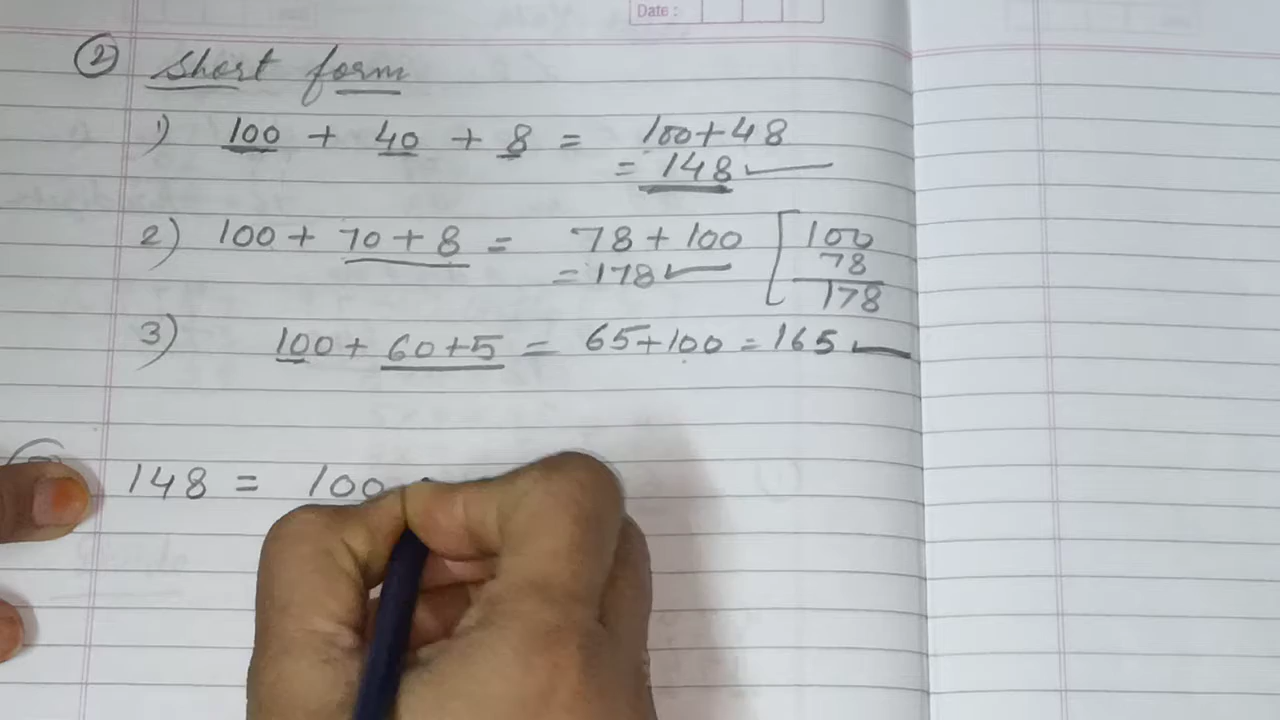 Date :
② Short form
1) 100 + 40 + 8 = 100+48
= 148
2) 100 + 70 + 8 = 78 + 100
= 178
100
78
178
3) 100 + 60+5 = 65+100 = 165
148 = 100